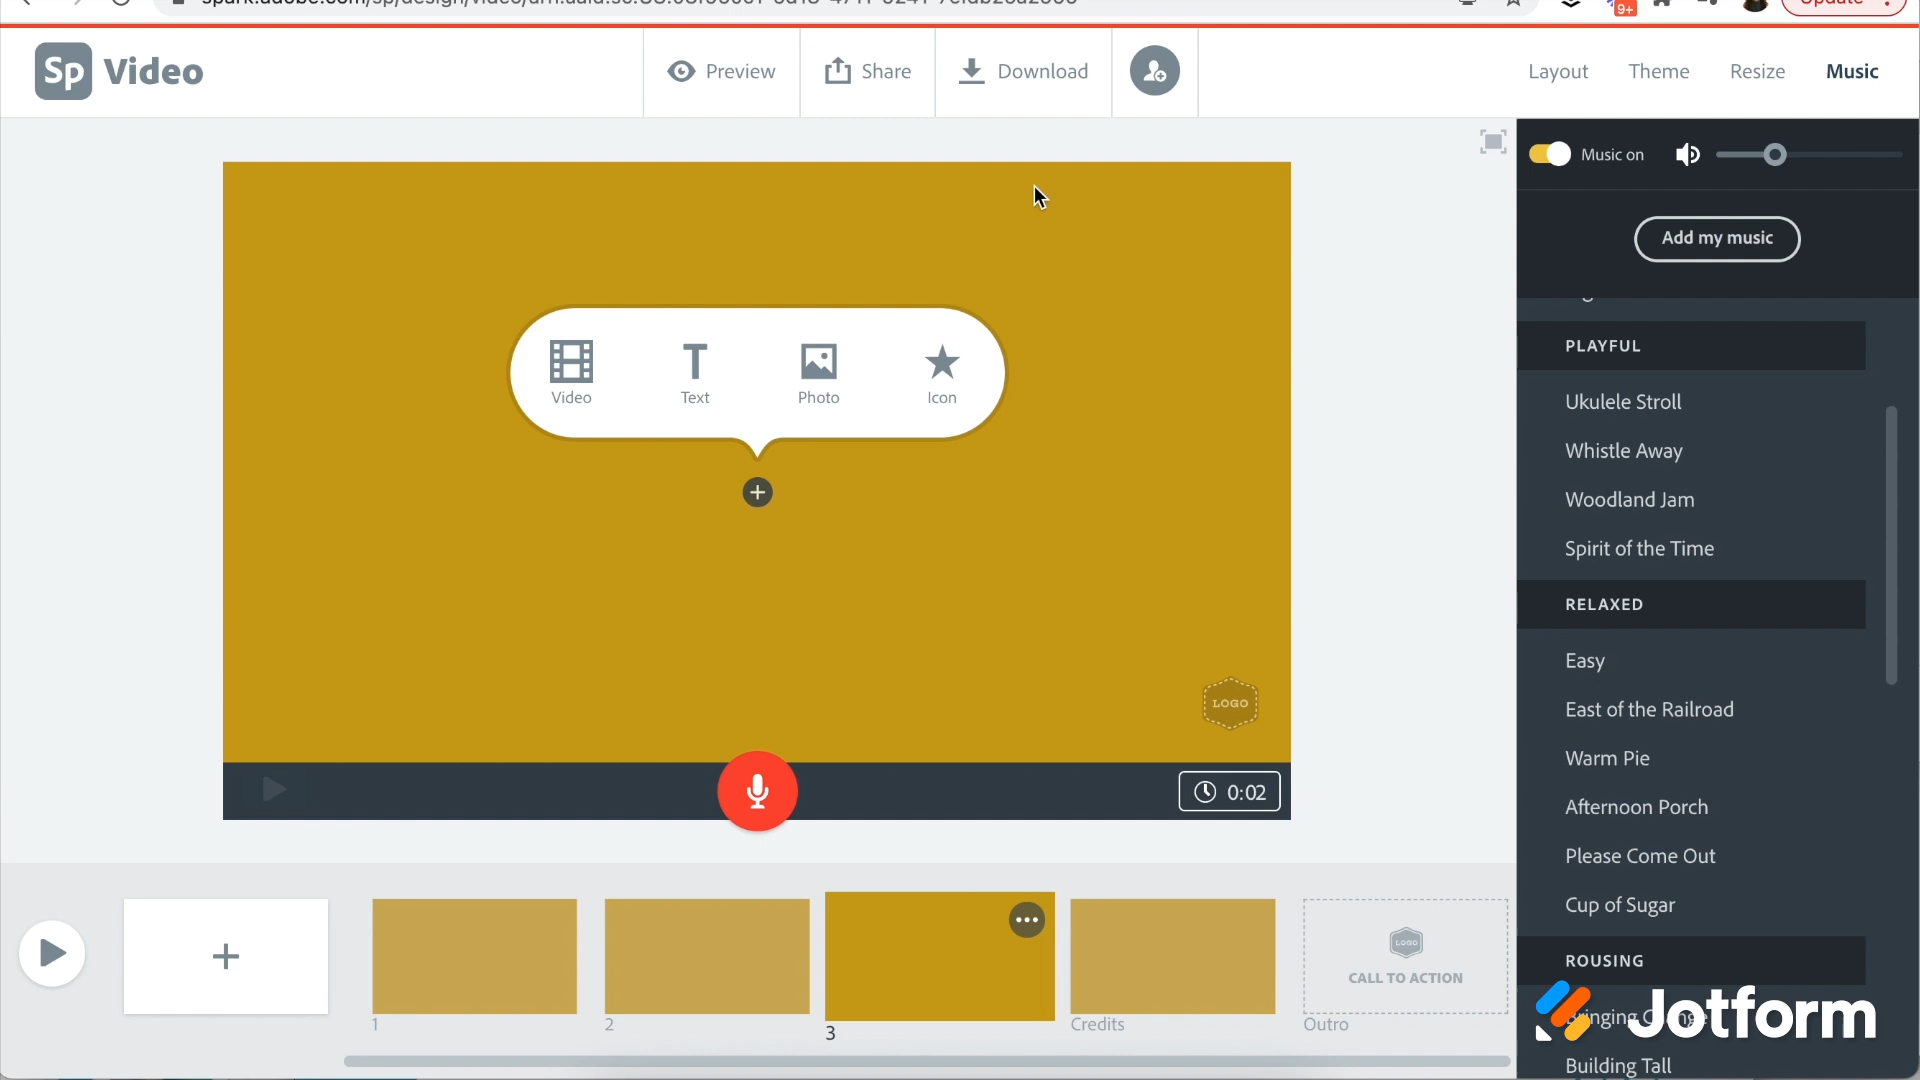 9+
Update
Sp Video
Preview
Share
Download
Layout
Theme
Resize
Music
Music on
Add my music
PLAYFUL
Ukulele Stroll
Whistle Away
Woodland Jam
Spirit of the Time
RELAXED
Easy
East of the Railroad
Warm Pie
Afternoon Porch
Please Come Out
Cup of Sugar
ROUSING
Building Tall
Video
Text
Photo
Icon
LOGO
0:02
1
2
3
Credits
LOGO
CALL TO ACTION
Outro
Jotform